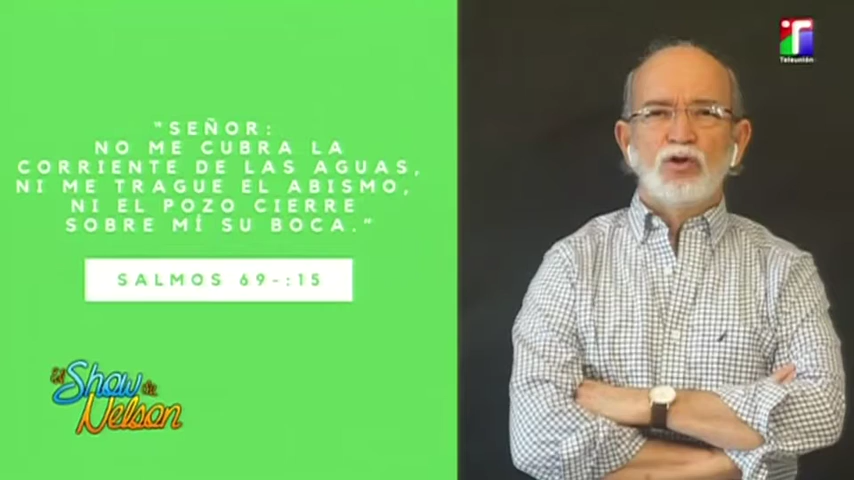 "SEÑOR:
NO ME CUBRA LA
CORRIENTE DE LAS AGUAS,
NI ME TRAGUE EL ABISMO,
NI EL POZO CIERRE
SOBRE MÍ SU BOCA."
SALMOS 69-:15
El Show de
Nelson
Teleunión